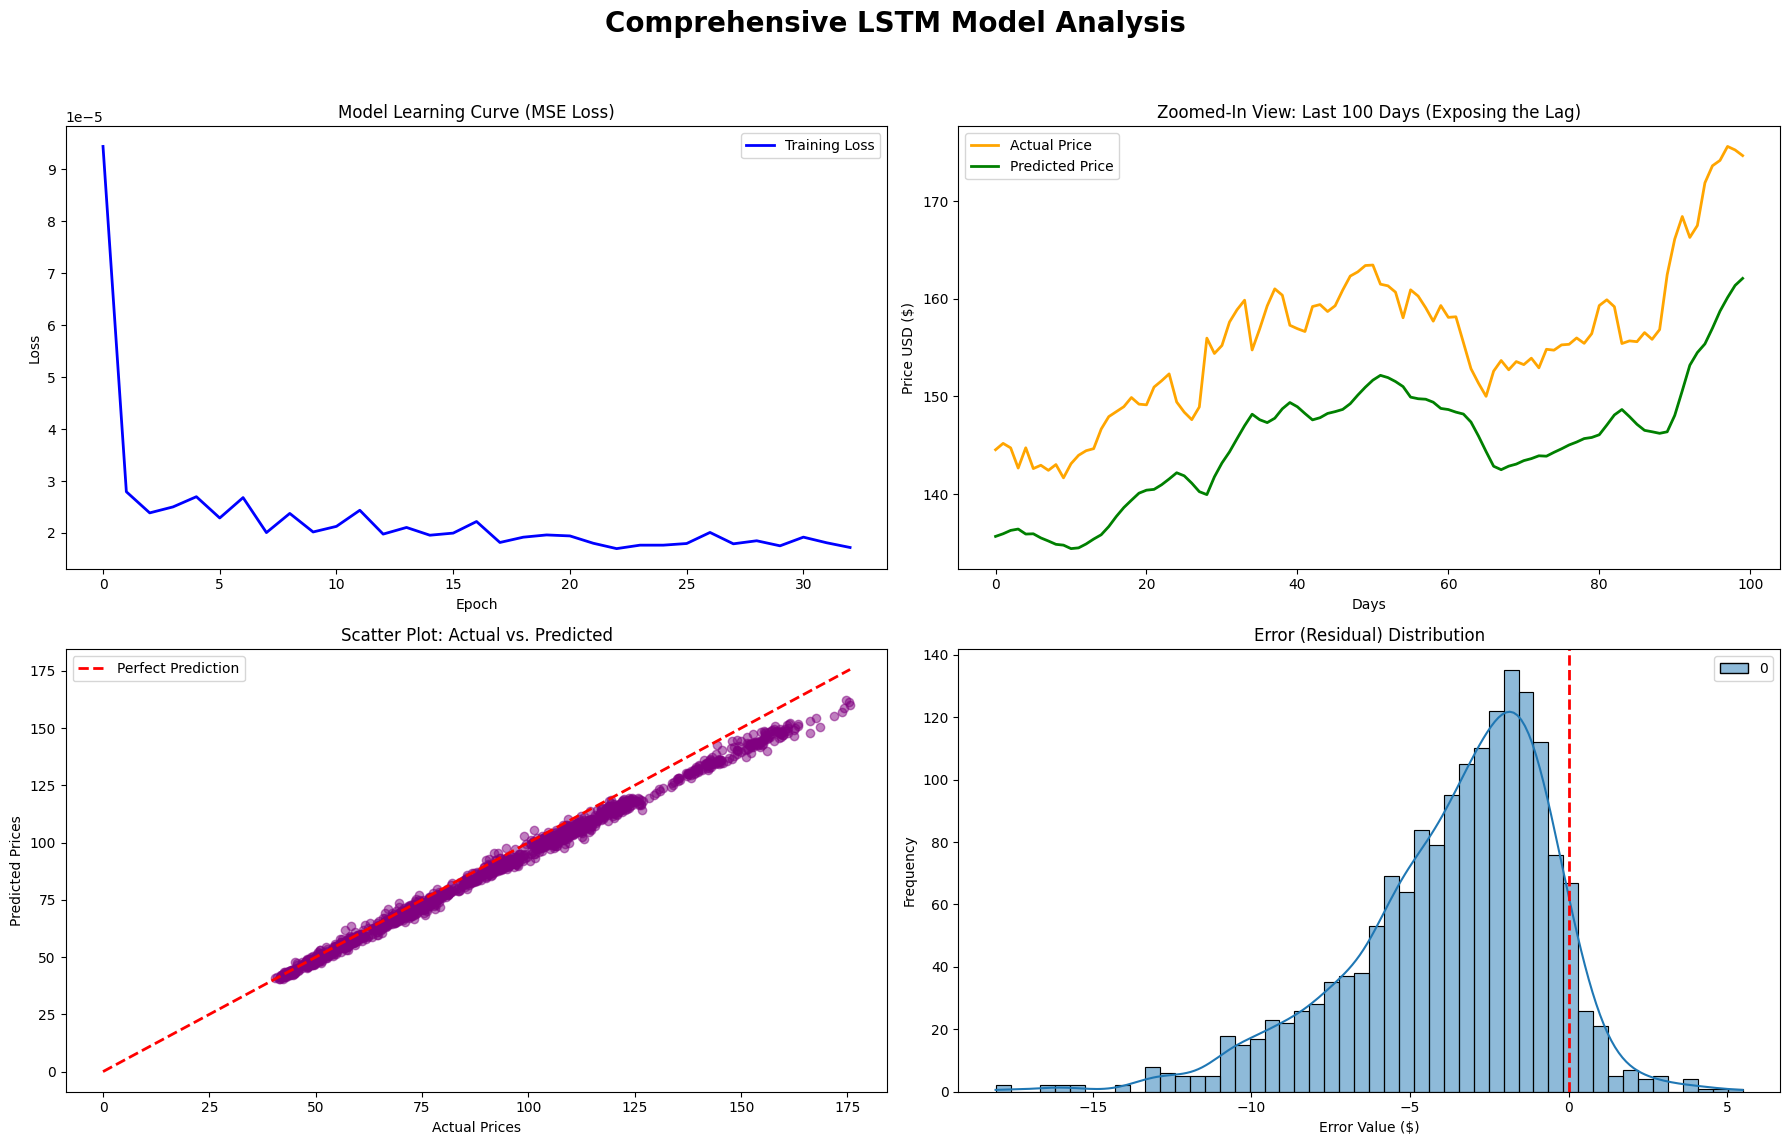 Comprehensive LSTM Model Analysis
Model Learning Curve (MSE Loss)
1e−5
Training Loss
9
8
7
6
5
4
3
2
Loss
0 5 10 15 20 25 30
Epoch
Zoomed-In View: Last 100 Days (Exposing the Lag)
Actual Price
Predicted Price
170
160
150
140
Price USD ($)
0 20 40 60 80 100
Days
Scatter Plot: Actual vs. Predicted
Perfect Prediction
175
150
125
100
75
50
25
0
Predicted Prices
0 25 50 75 100 125 150 175
Actual Prices
Error (Residual) Distribution
0
140
120
100
80
60
40
20
0
Frequency
−15 −10 −5 0 5
Error Value ($)